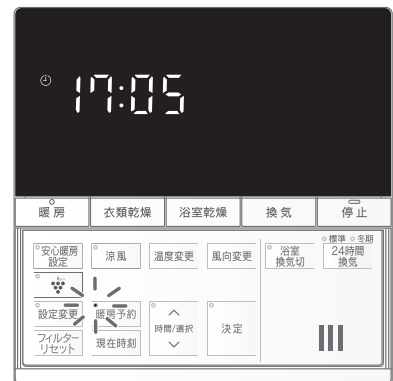 17:05
暖房 衣類乾燥 浴室乾燥 換気 停止
標準 冬期
安心暖房
設定
涼風 温度変更 風向変更
浴室
換気切
24時間
換気
設定変更 暖房予約
時間/選択
決定
フィルター
リセット
現在時刻